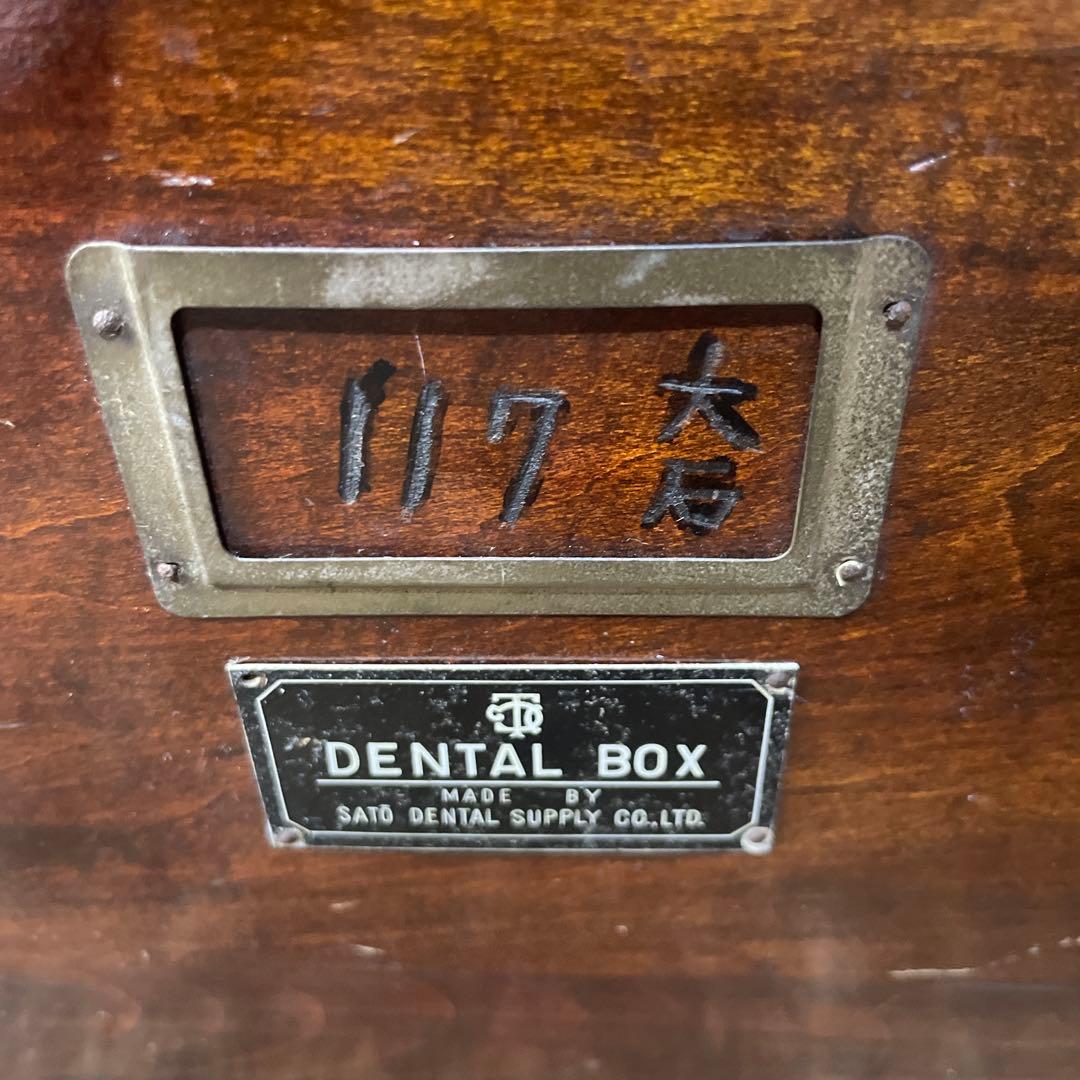 117 大石
DENTAL BOX
MADE BY
SATŌ DENTAL SUPPLY CO.,LTD.